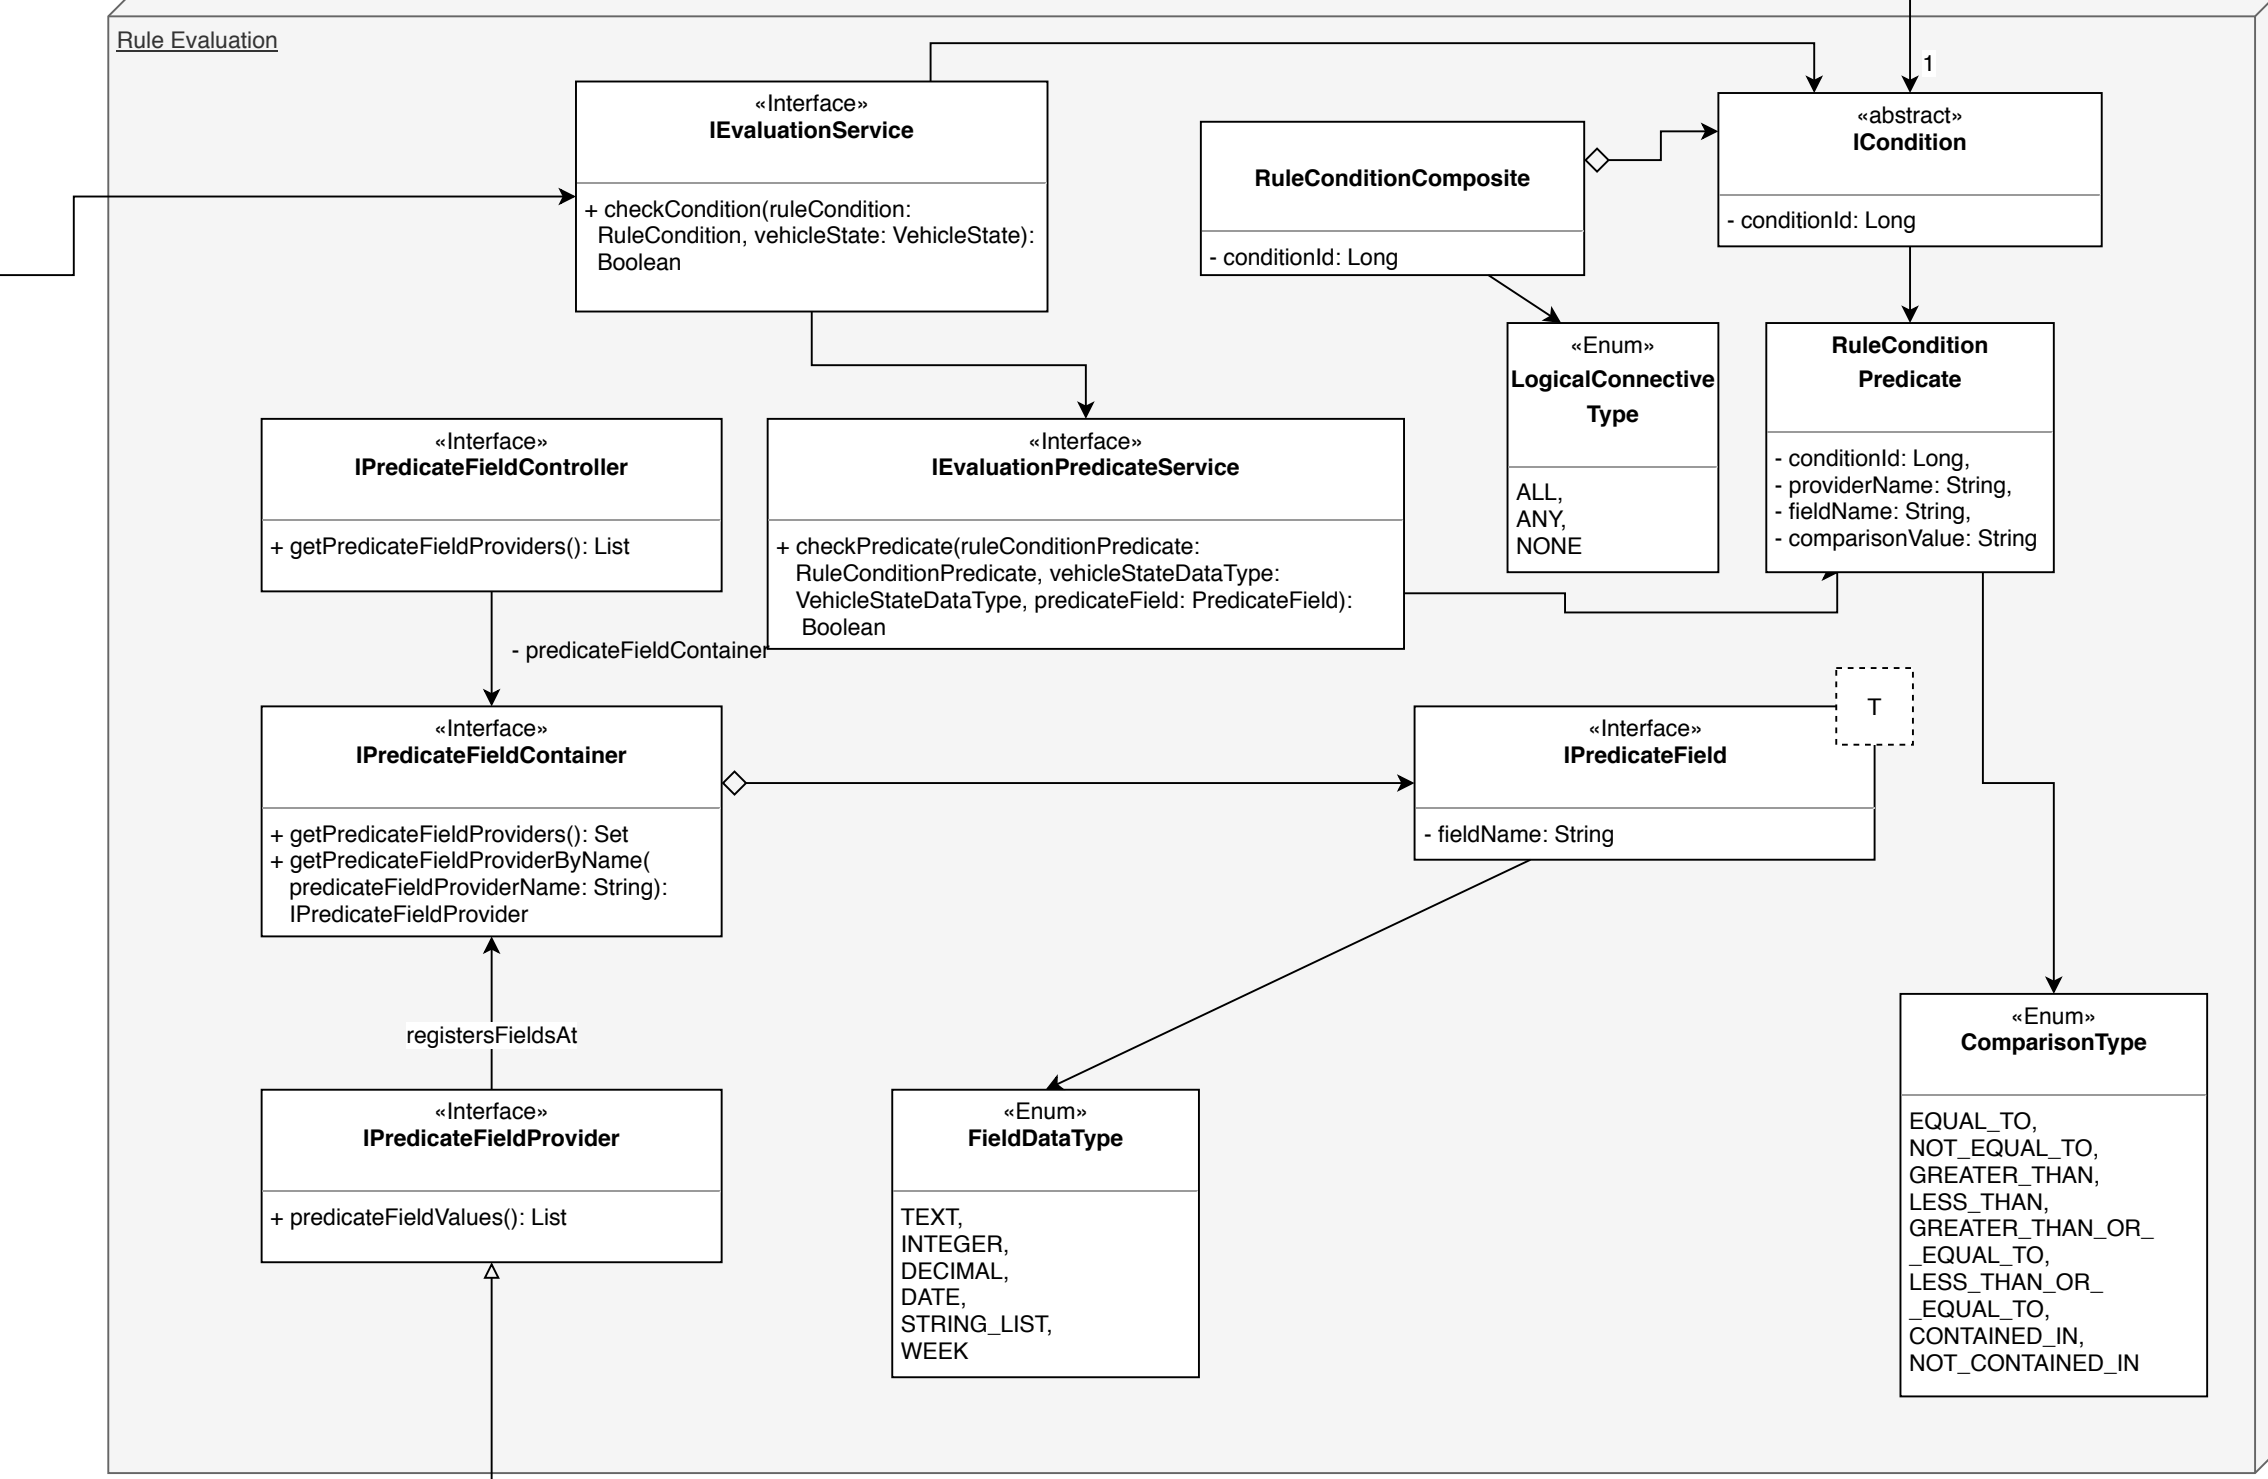 Rule Evaluation
1
«Interface»
IEvaluationService
+ checkCondition(ruleCondition:
RuleCondition, vehicleState: VehicleState):
Boolean
RuleConditionComposite
- conditionId: Long
«abstract»
ICondition
- conditionId: Long
«Enum»
LogicalConnective
Type
ALL,
ANY,
NONE
RuleCondition
Predicate
- conditionId: Long,
- providerName: String,
- fieldName: String,
- comparisonValue: String
«Interface»
IPredicateFieldController
+ getPredicateFieldProviders(): List
«Interface»
IEvaluationPredicateService
+ checkPredicate(ruleConditionPredicate:
RuleConditionPredicate, vehicleStateDataType:
VehicleStateDataType, predicateField: PredicateField):
Boolean
- predicateFieldContainer
«Interface»
IPredicateFieldContainer
+ getPredicateFieldProviders(): Set
+ getPredicateFieldProviderByName(
predicateFieldProviderName: String):
IPredicateFieldProvider
T
«Interface»
IPredicateField
- fieldName: String
registersFieldsAt
«Interface»
IPredicateFieldProvider
+ predicateFieldValues(): List
«Enum»
FieldDataType
TEXT,
INTEGER,
DECIMAL,
DATE,
STRING_LIST,
WEEK
«Enum»
ComparisonType
EQUAL_TO,
NOT_EQUAL_TO,
GREATER_THAN,
LESS_THAN,
GREATER_THAN_OR_
_EQUAL_TO,
LESS_THAN_OR_
_EQUAL_TO,
CONTAINED_IN,
NOT_CONTAINED_IN